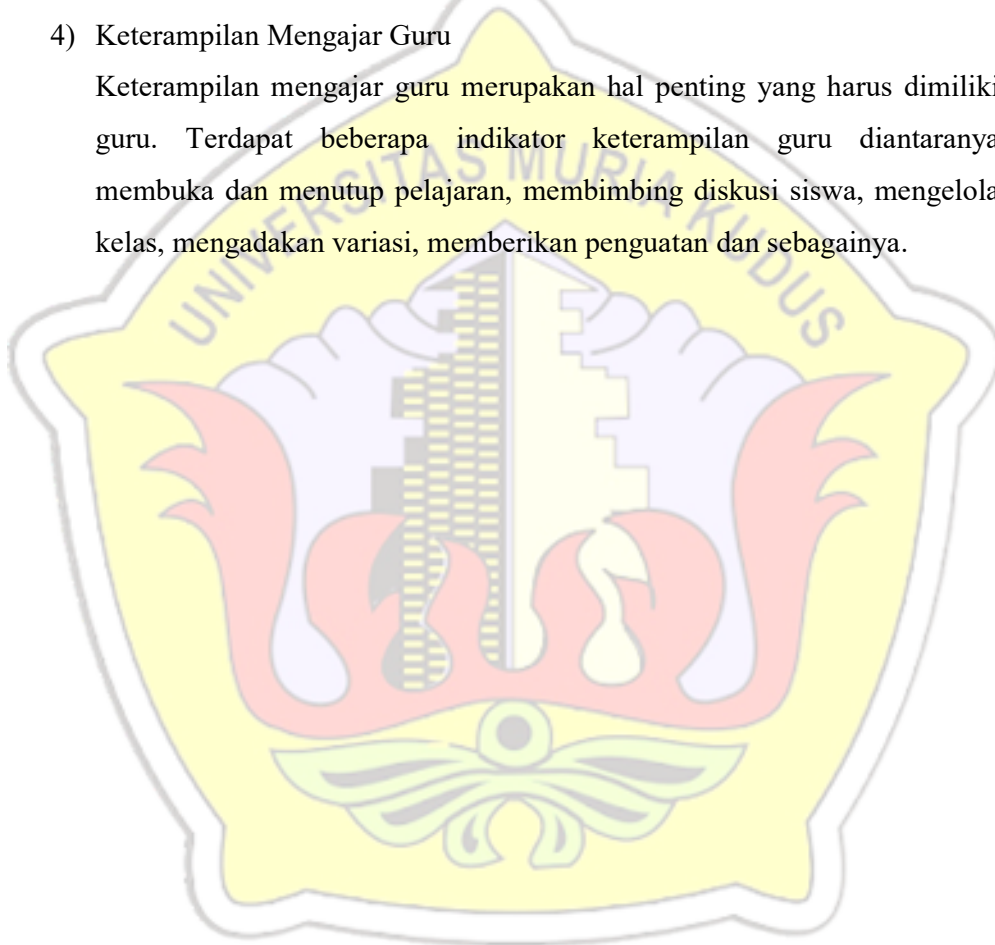 4) Keterampilan Mengajar Guru
Keterampilan mengajar guru merupakan hal penting yang harus dimiliki
guru. Terdapat beberapa indikator keterampilan guru diantaranya
membuka dan menutup pelajaran, membimbing diskusi siswa, mengelola
kelas, mengadakan variasi, memberikan penguatan dan sebagainya.
UNIVERSITAS MURIA KUDUS